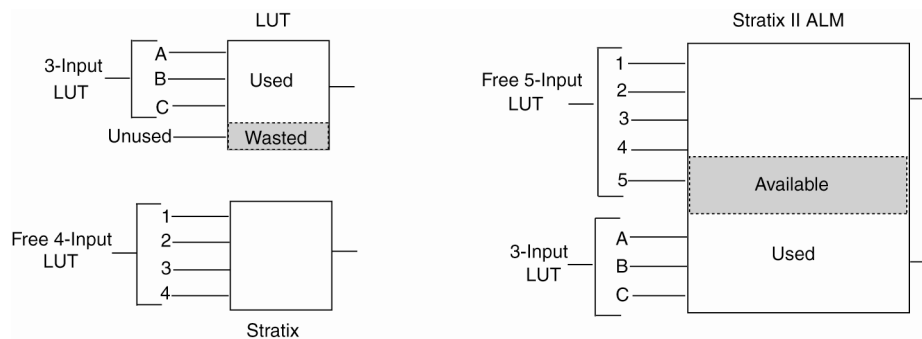 LUT
3-Input
LUT
A
B
C
Used
Unused
Wasted
Free 4-Input
LUT
1
2
3
4
Stratix
Stratix II ALM
Free 5-Input
LUT
1
2
3
4
5
Available
3-Input
LUT
A
B
C
Used